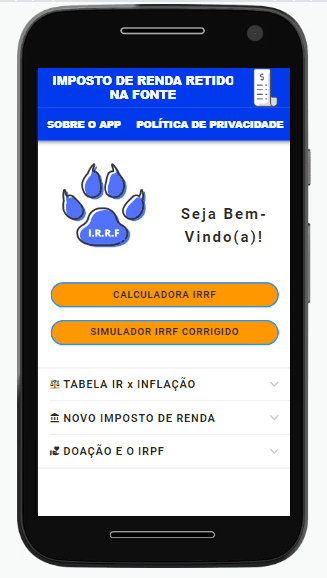 IMPOSTO DE RENDA RETIDO
NA FONTE
$
SOBRE O APP POLÍTICA DE PRIVACIDADE
I.R.R.F
Seja Bem-
Vindo(a)!
CALCULADORA IRRF
SIMULADOR IRRF CORRIGIDO
TABELA IR x INFLAÇÃO
NOVO IMPOSTO DE RENDA
DOAÇÃO E O IRPF